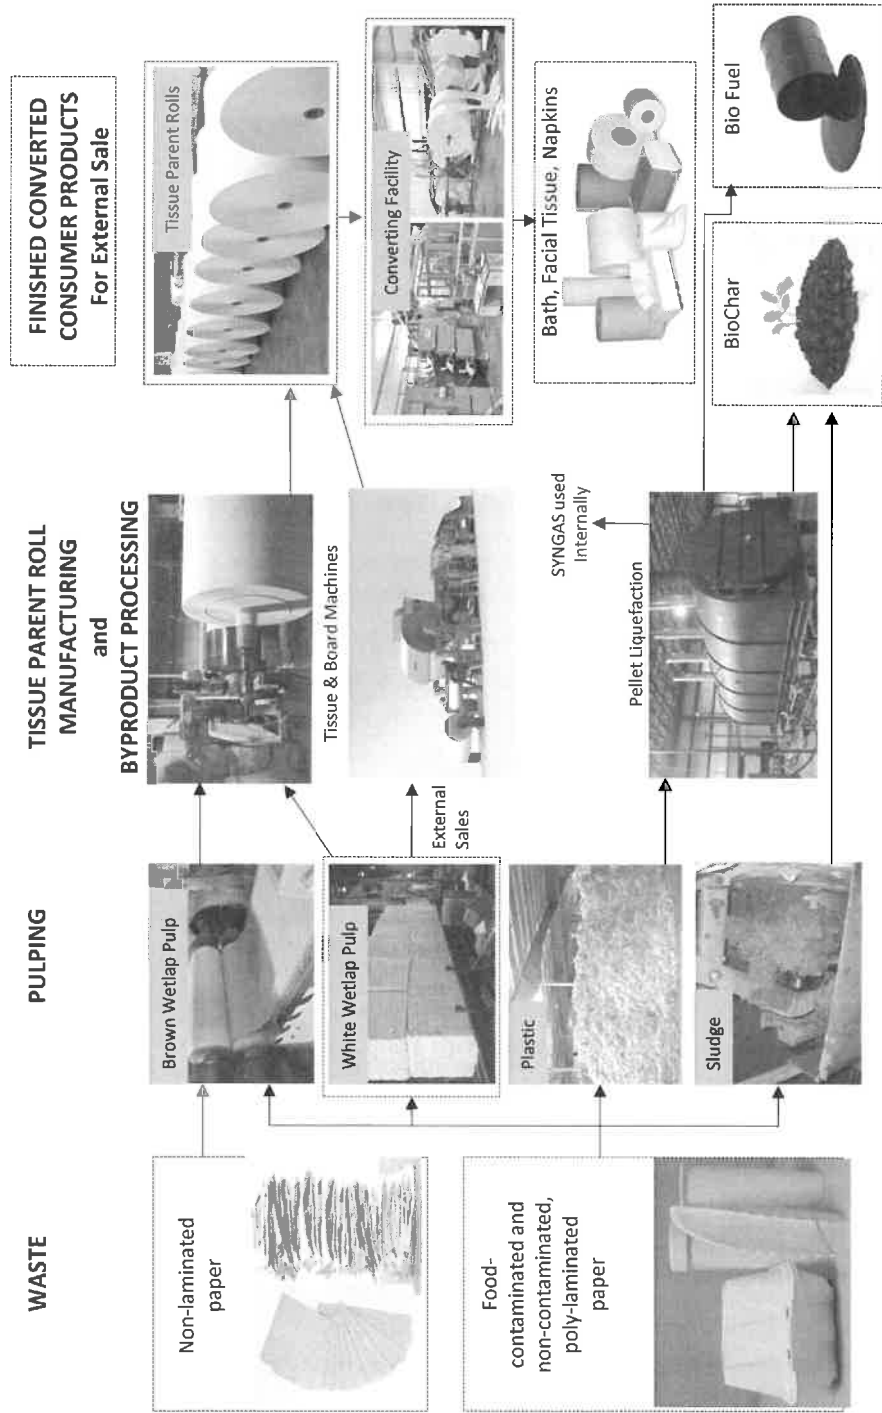 WASTE
PULPING
TISSUE PARENT ROLL
MANUFACTURING
and
BYPRODUCT PROCESSING
FINISHED CONVERTED
CONSUMER PRODUCTS
For External Sale
Non-laminated
paper
Food-
contaminated and
non-contaminated,
poly-laminated
paper
Brown Wetlap Pulp
White Wetlap Pulp
Plastic
Sludge
External
Sales
Tissue & Board Machines
SYNGAS used
Internally
Pellet Liquefaction
Tissue Parent Rolls
Converting Facility
Bath, Facial Tissue, Napkins
BioChar
Bio Fuel